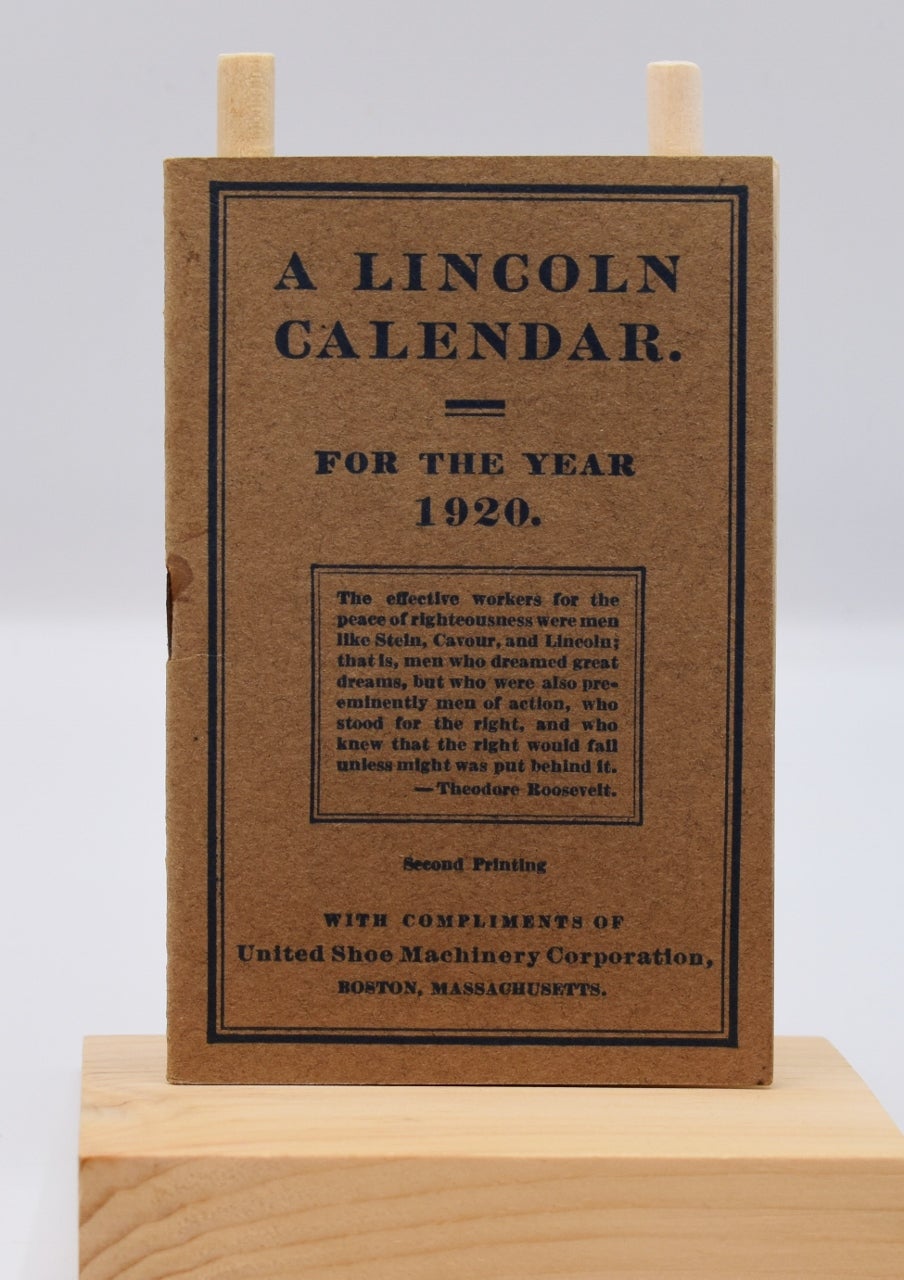 A LINCOLN
CALENDAR.
FOR THE YEAR
1920.
The effective workers for the
peace of righteousness were men
like Stein, Cavour, and Lincoln;
that is, men who dreamed great
dreams, but who were also pre-
eminently men of action, who
stood for the right, and who
knew that the right would fail
unless might was put behind it.
—Theodore Roosevelt.
Second Printing
WITH COMPLIMENTS OF
United Shoe Machinery Corporation,
BOSTON, MASSACHUSETTS.